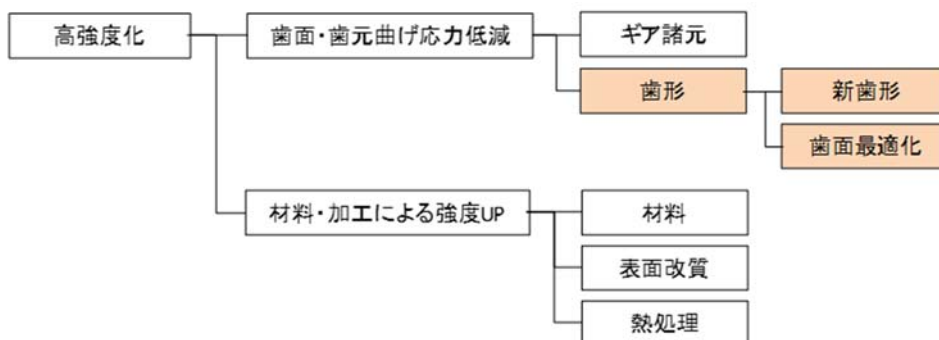 高強度化
歯面・歯元曲げ応力低減
ギア諸元
歯形
新歯形
歯面最適化
材料・加工による強度UP
材料
表面改質
熱処理